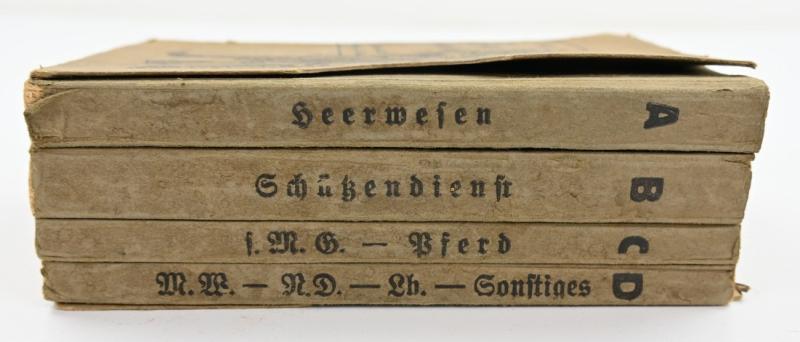 Heerweſen A
Schützendienſt B
ſ. M. G. — Pferd C
M. W. — N. D. — Lb. — Sonſtiges D